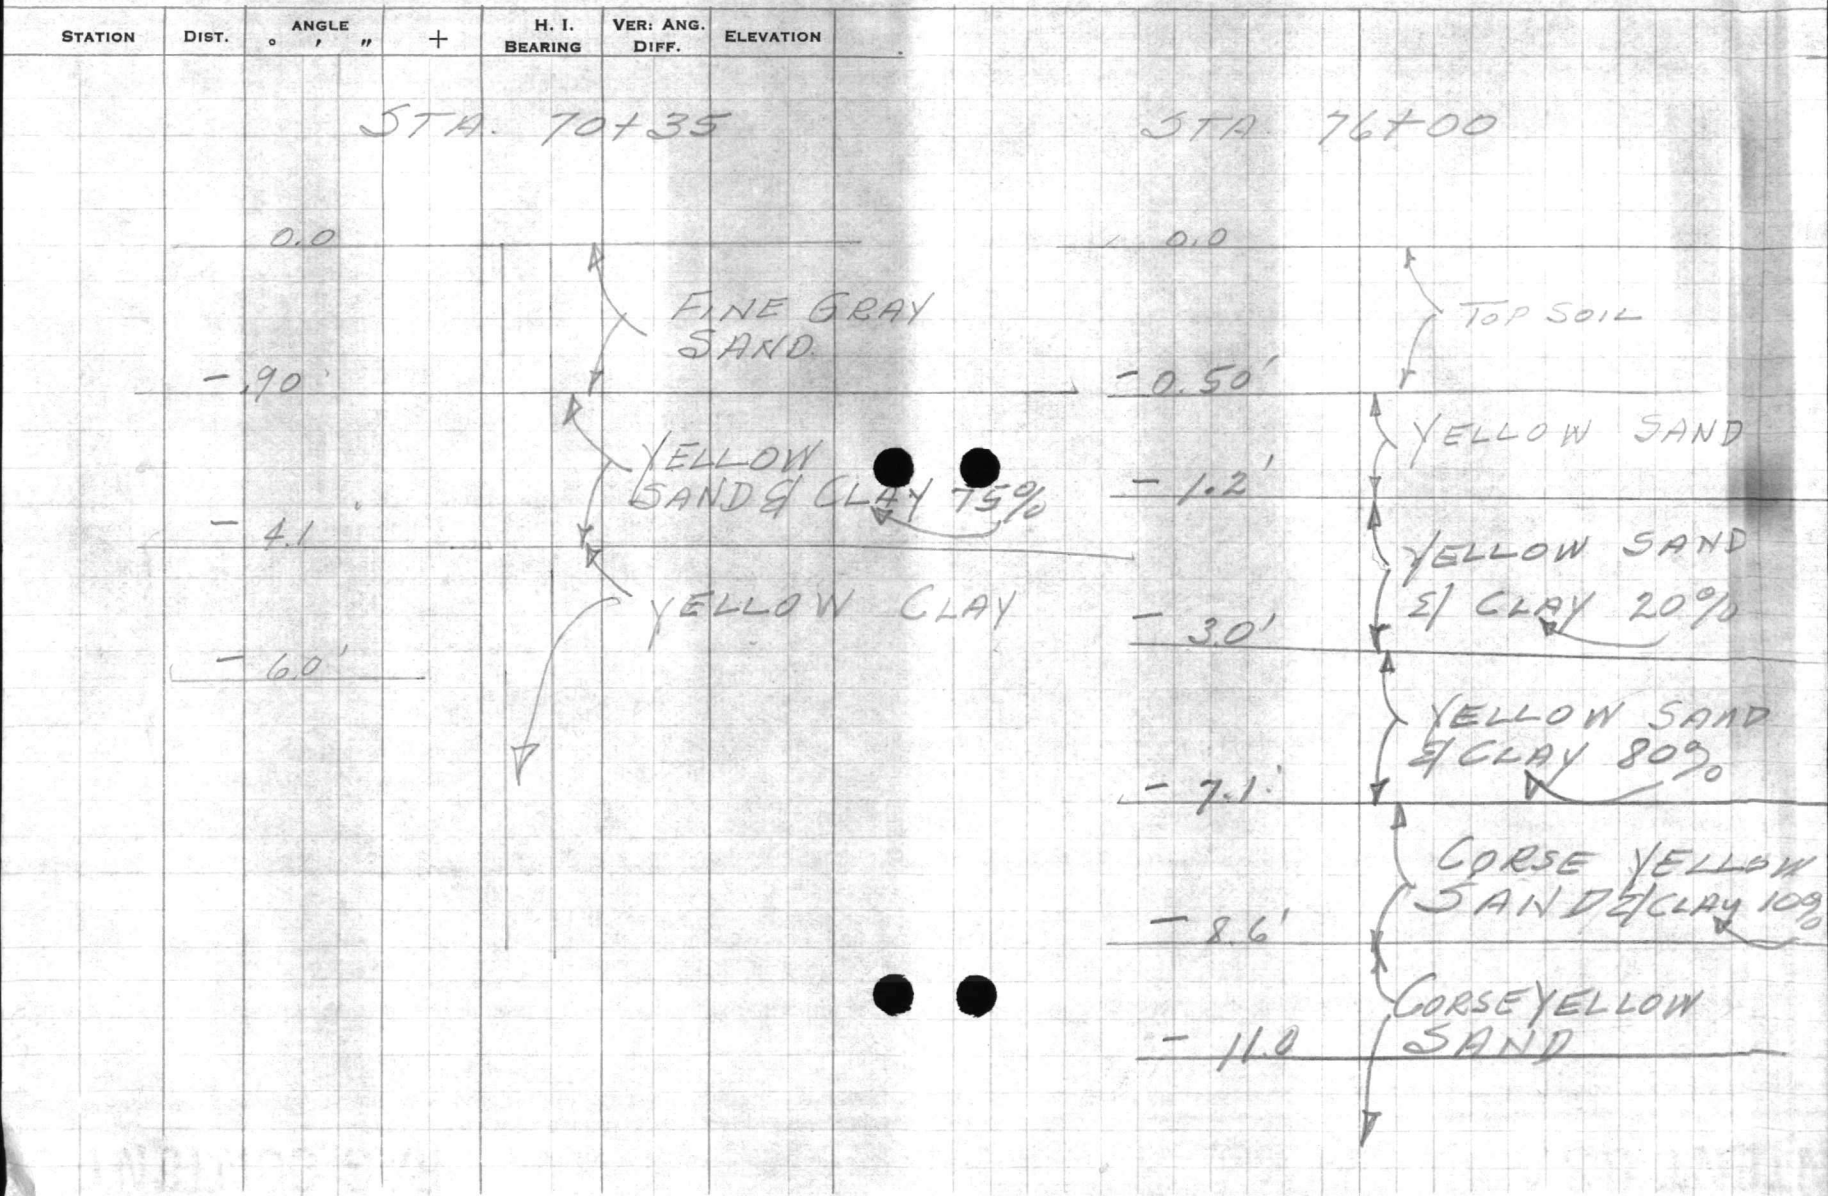 STATION DIST. ANGLE ° ' " + H. I. BEARING VER: ANG. DIFF. ELEVATION
STA. 70+35
0.0
FINE GRAY
SAND.
- .90'
YELLOW
SAND & CLAY 75%
- 4.1'
YELLOW CLAY
- 6.0'
STA 76+00
0.0
TOP SOIL
- 0.50'
YELLOW SAND
- 1.2'
YELLOW SAND
& CLAY 20%
- 3.0'
YELLOW SAND
& CLAY 80%
- 7.1'
CORSE YELLOW
SAND & CLAY 10%
- 8.6'
CORSE YELLOW
SAND
- 11.0